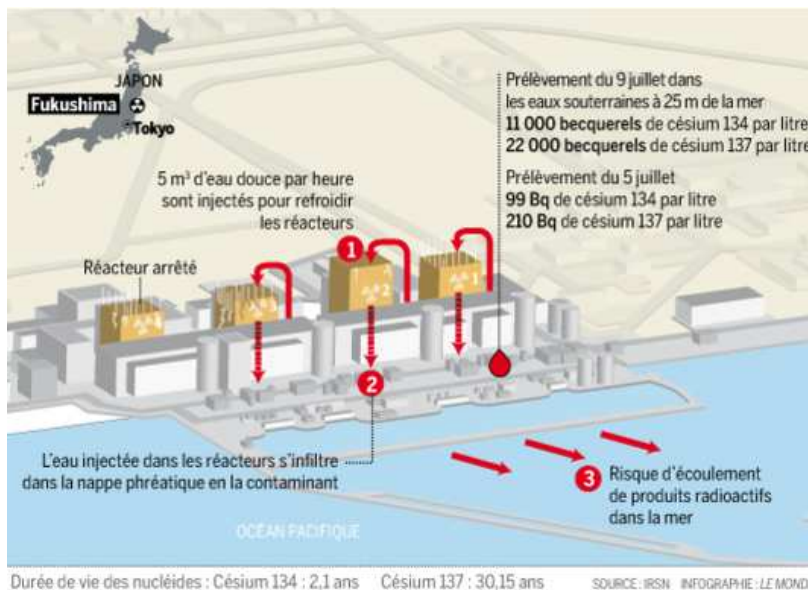 JAPON
Fukushima
Tokyo
Prélèvement du 9 juillet dans
les eaux souterraines à 25 m de la mer
11 000 becquerels de césium 134 par litre
22 000 becquerels de césium 137 par litre
Prélèvement du 5 juillet
99 Bq de césium 134 par litre
210 Bq de césium 137 par litre
5 m³ d'eau douce par heure
sont injectés pour refroidir
les réacteurs
Réacteur arrêté
1
4
3
2
1
2
L'eau injectée dans les réacteurs s'infiltre
dans la nappe phréatique en la contaminant
3
Risque d'écoulement
de produits radioactifs
dans la mer
OCÉAN PACIFIQUE
Durée de vie des nucléides : Césium 134 : 2,1 ans Césium 137 : 30,15 ans
SOURCE : IRSN INFOGRAPHIE : LE MOND